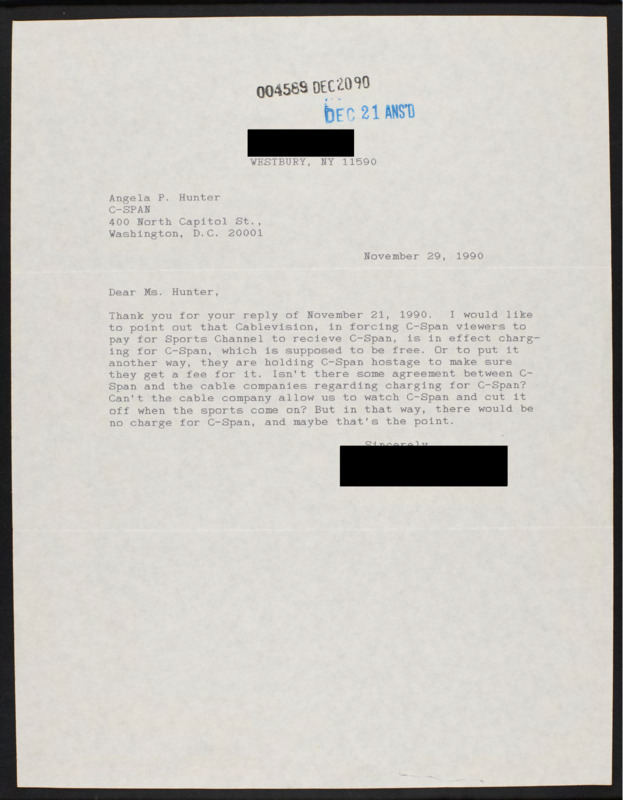 004589 DEC 20 90
DEC 21 ANS'D
WESTBURY, NY 11590
Angela P. Hunter
C-SPAN
400 North Capitol St.,
Washington, D.C. 20001
November 29, 1990
Dear Ms. Hunter,
Thank you for your reply of November 21, 1990.  I would like
to point out that Cablevision, in forcing C-Span viewers to
pay for Sports Channel to recieve C-Span, is in effect charg-
ing for C-Span, which is supposed to be free. Or to put it
another way, they are holding C-Span hostage to make sure
they get a fee for it. Isn't there some agreement between C-
Span and the cable companies regarding charging for C-Span?
Can't the cable company allow us to watch C-Span and cut it
off when the sports come on? But in that way, there would be
no charge for C-Span, and maybe that's the point.
Sincerely